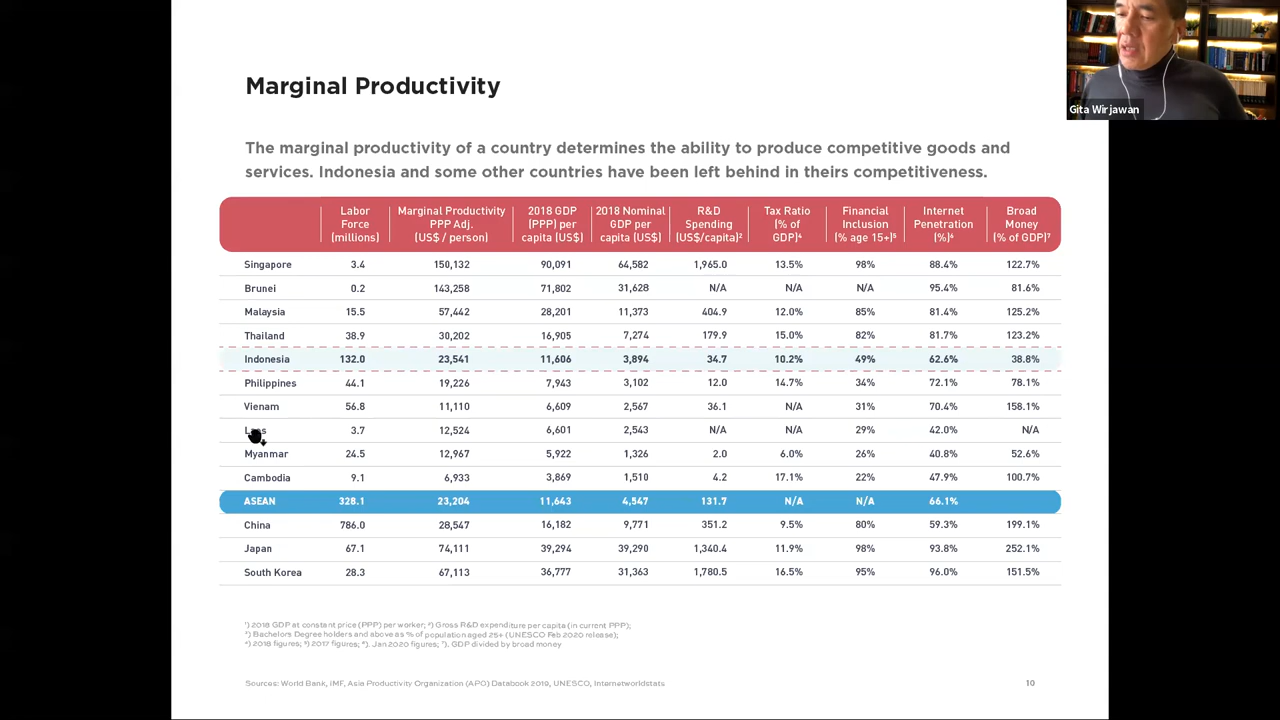 Gita Wirjawan
Marginal Productivity
The marginal productivity of a country determines the ability to produce competitive goods and
services. Indonesia and some other countries have been left behind in theirs competitiveness.
Labor Force (millions) Marginal Productivity PPP Adj. (US$ / person) 2018 GDP (PPP) per capita (US$) 2018 Nominal GDP per capita (US$) R&D Spending (US$/capita)² Tax Ratio (% of GDP)⁴ Financial Inclusion (% age 15+)⁵ Internet Penetration (%)⁶ Broad Money (% of GDP)⁷
Singapore 3.4 150,132 90,091 64,582 1,965.0 13.5% 98% 88.4% 122.7%
Brunei 0.2 143,258 71,802 31,628 N/A N/A N/A 95.4% 81.6%
Malaysia 15.5 57,442 28,201 11,373 404.9 12.0% 85% 81.4% 125.2%
Thailand 38.9 30,202 16,905 7,274 179.9 15.0% 82% 81.7% 123.2%
Indonesia 132.0 23,541 11,606 3,894 34.7 10.2% 49% 62.6% 38.8%
Philippines 44.1 19,226 7,943 3,102 12.0 14.7% 34% 72.1% 78.1%
Vienam 56.8 11,110 6,609 2,567 36.1 N/A 31% 70.4% 158.1%
3.7 12,524 6,601 2,543 N/A N/A 29% 42.0% N/A
Myanmar 24.5 12,967 5,922 1,326 2.0 6.0% 26% 40.8% 52.6%
Cambodia 9.1 6,933 3,869 1,510 4.2 17.1% 22% 47.9% 100.7%
ASEAN 328.1 23,204 11,643 4,547 131.7 N/A N/A 66.1%
China 786.0 28,547 16,182 9,771 351.2 9.5% 80% 59.3% 199.1%
Japan 67.1 74,111 39,294 39,290 1,340.4 11.9% 98% 93.8% 252.1%
South Korea 28.3 67,113 36,777 31,363 1,780.5 16.5% 95% 96.0% 151.5%
¹) 2018 GDP at constant price (PPP) per worker; ²) Gross R&D expenditure per capita (in current PPP);
³) Bachelors Degree holders and above as % of population aged 25+ (UNESCO Feb 2020 release);
⁴) 2018 figures; ⁵) 2017 figures; ⁶). Jan 2020 figures; ⁷). GDP divided by broad money
Sources: World Bank, IMF, Asia Productivity Organization (APO) Databook 2019, UNESCO, Internetworldstats
10